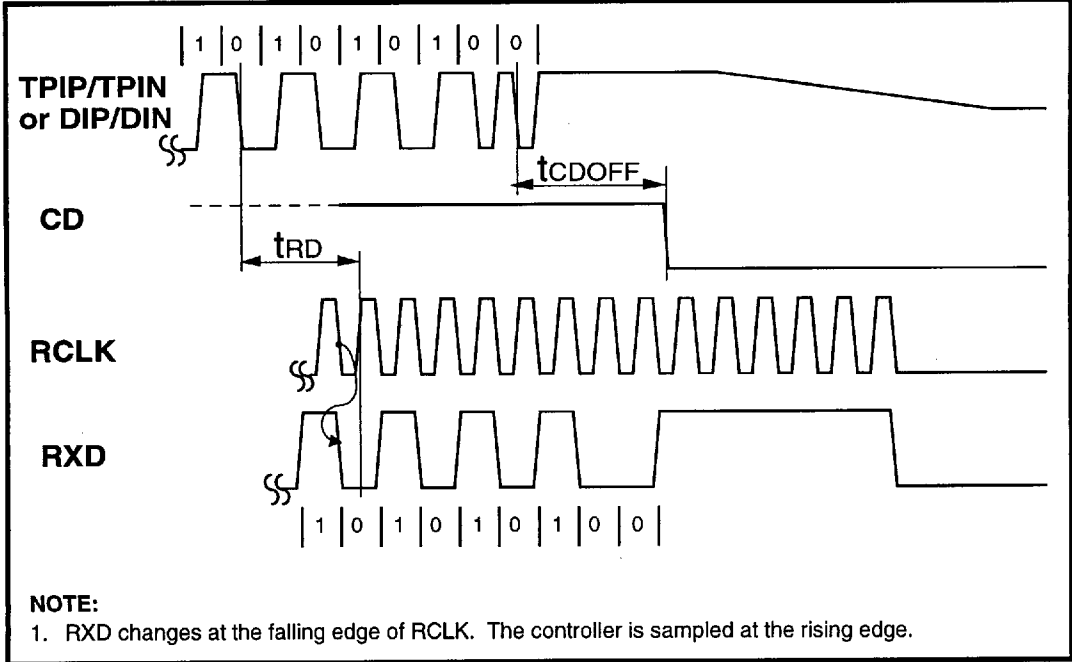 1 0 1 0 1 0 1 0 0
TPIP/TPIN
or DIP/DIN
tCDOFF
CD
tRD
RCLK
RXD
1 0 1 0 1 0 1 0 0
NOTE:
1. RXD changes at the falling edge of RCLK. The controller is sampled at the rising edge.